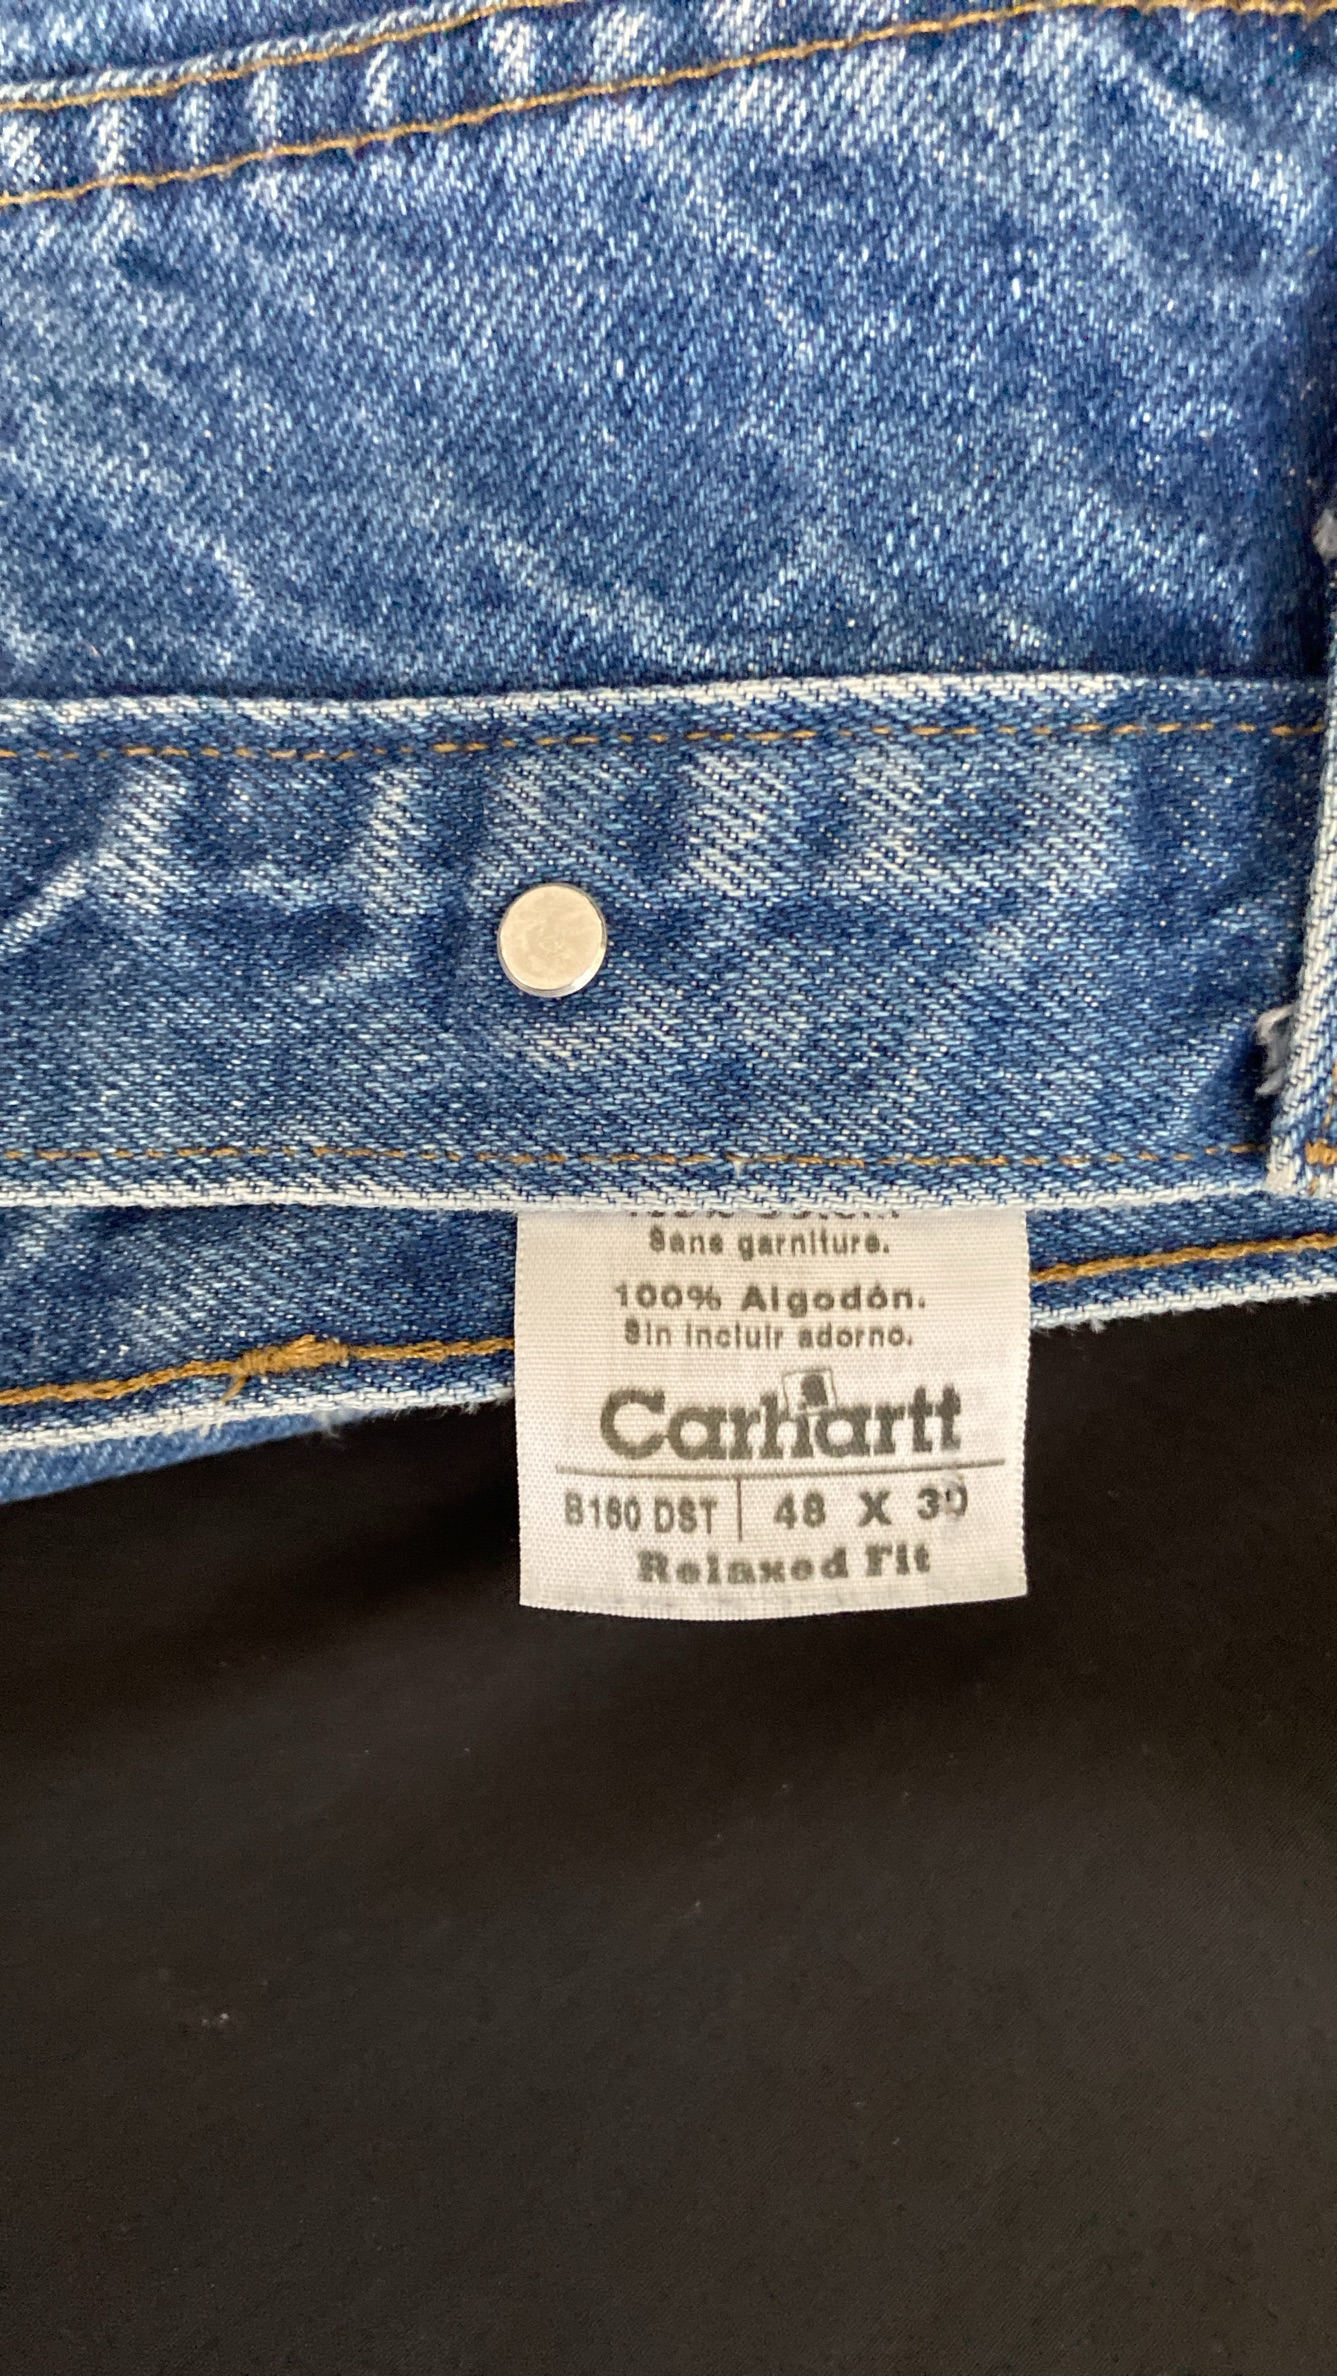 Sans garniture.
100% Algodón.
Sin incluir adorno.
Carhartt
B160 DST | 48 X 30
Relaxed Fit